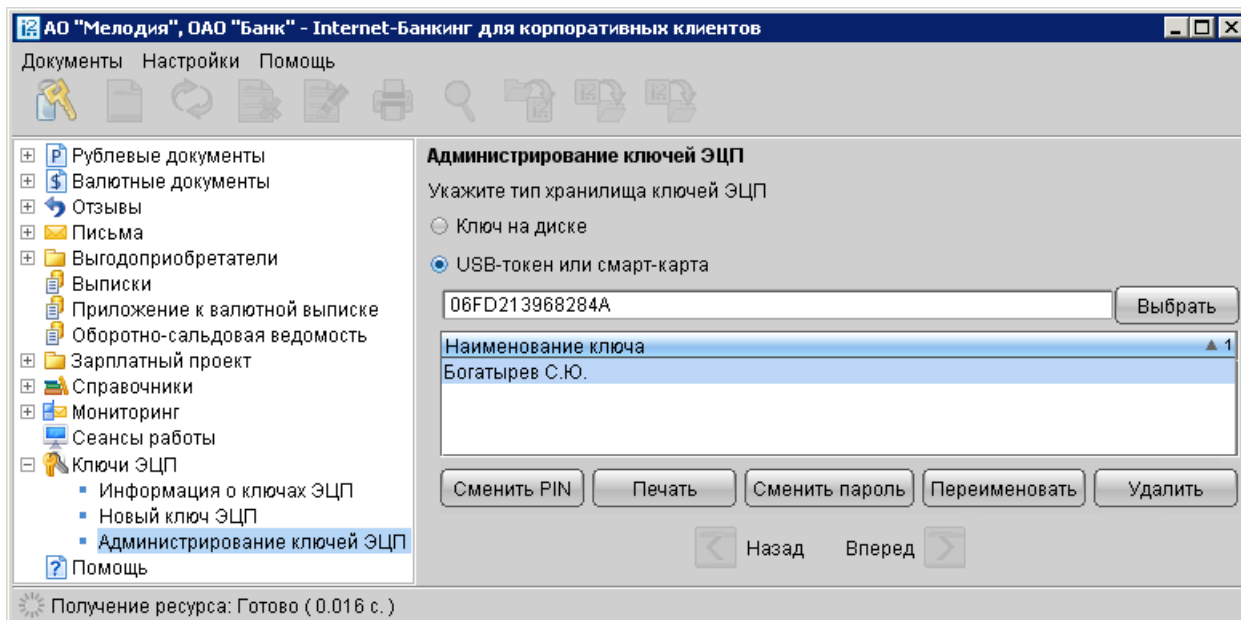 АО "Мелодия", ОАО "Банк" - Internet-Банкинг для корпоративных клиентов
Документы Настройки Помощь
Рублевые документы
Валютные документы
Отзывы
Письма
Выгодоприобретатели
Выписки
Приложение к валютной выписке
Оборотно-сальдовая ведомость
Зарплатный проект
Справочники
Мониторинг
Сеансы работы
Ключи ЭЦП
Информация о ключах ЭЦП
Новый ключ ЭЦП
Администрирование ключей ЭЦП
Помощь
Администрирование ключей ЭЦП
Укажите тип хранилища ключей ЭЦП
Ключ на диске
USB-токен или смарт-карта
06FD213968284A Выбрать
Наименование ключа 1
Богатырев С.Ю.
Сменить PIN Печать Сменить пароль Переименовать Удалить
Назад Вперед
Получение ресурса: Готово ( 0.016 с. )